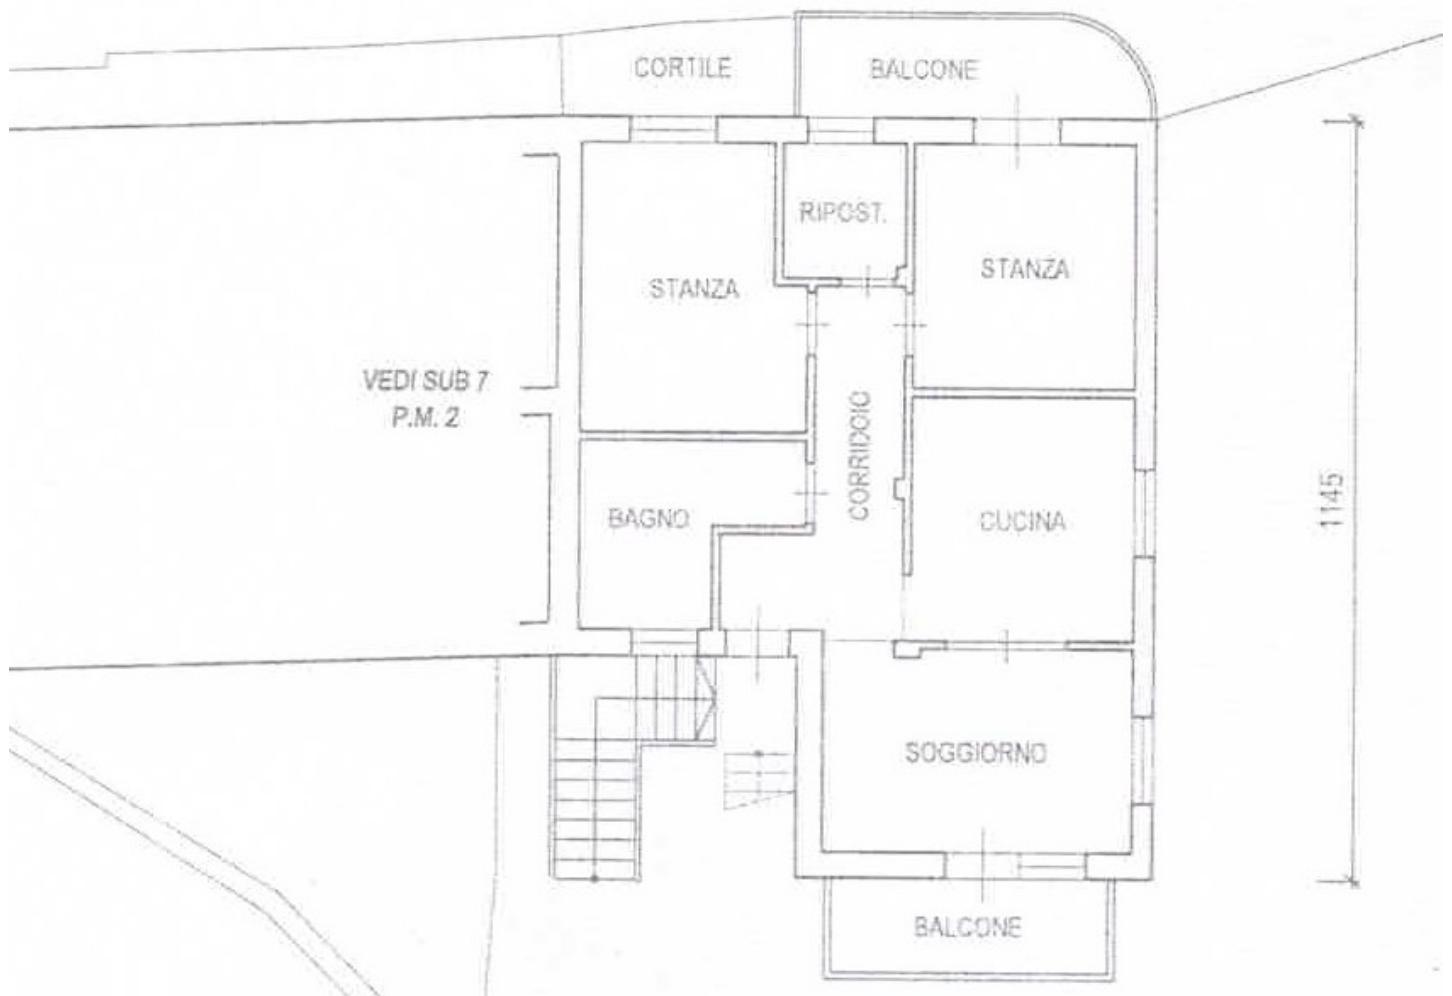 CORTILE
BALCONE
RIPOST.
STANZA
STANZA
VEDI SUB 7
P.M. 2
CORRIDOIO
BAGNO
CUCINA
1145
SOGGIORNO
BALCONE